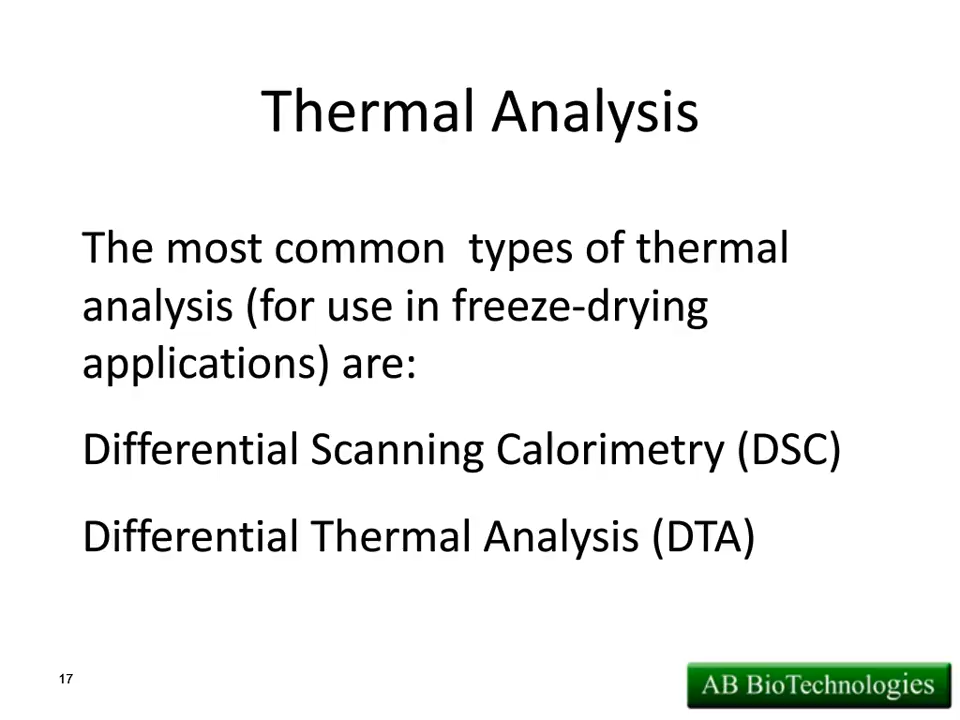 Thermal Analysis
The most common  types of thermal
analysis (for use in freeze-drying
applications) are:
Differential Scanning Calorimetry (DSC)
Differential Thermal Analysis (DTA)
17
AB BioTechnologies